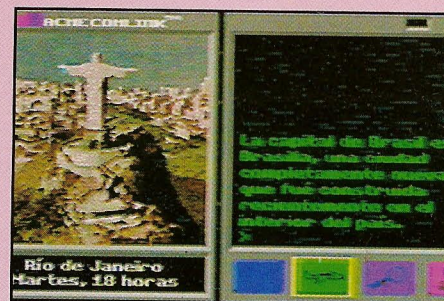 ACMECOMLINK
Río de Janeiro
Martes, 18 horas
La capital de Brasil es
Brasilia, una ciudad
completamente
que fué construida
recientemente en el
interior del país.